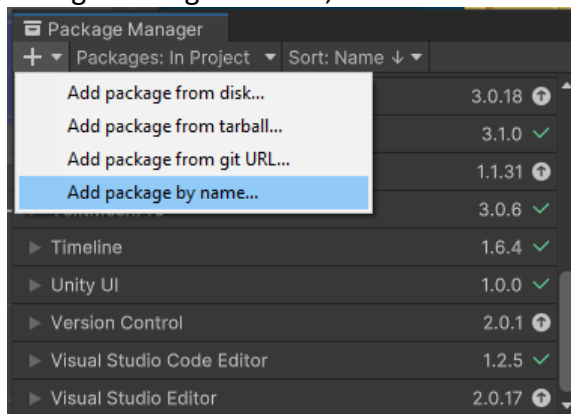 Package Manager
+ Packages: In Project Sort: Name ↓
Add package from disk...
3.0.18
Add package from tarball...
3.1.0
Add package from git URL...
1.1.31
Add package by name...
3.0.6
Timeline 1.6.4
Unity UI 1.0.0
Version Control 2.0.1
Visual Studio Code Editor 1.2.5
Visual Studio Editor 2.0.17